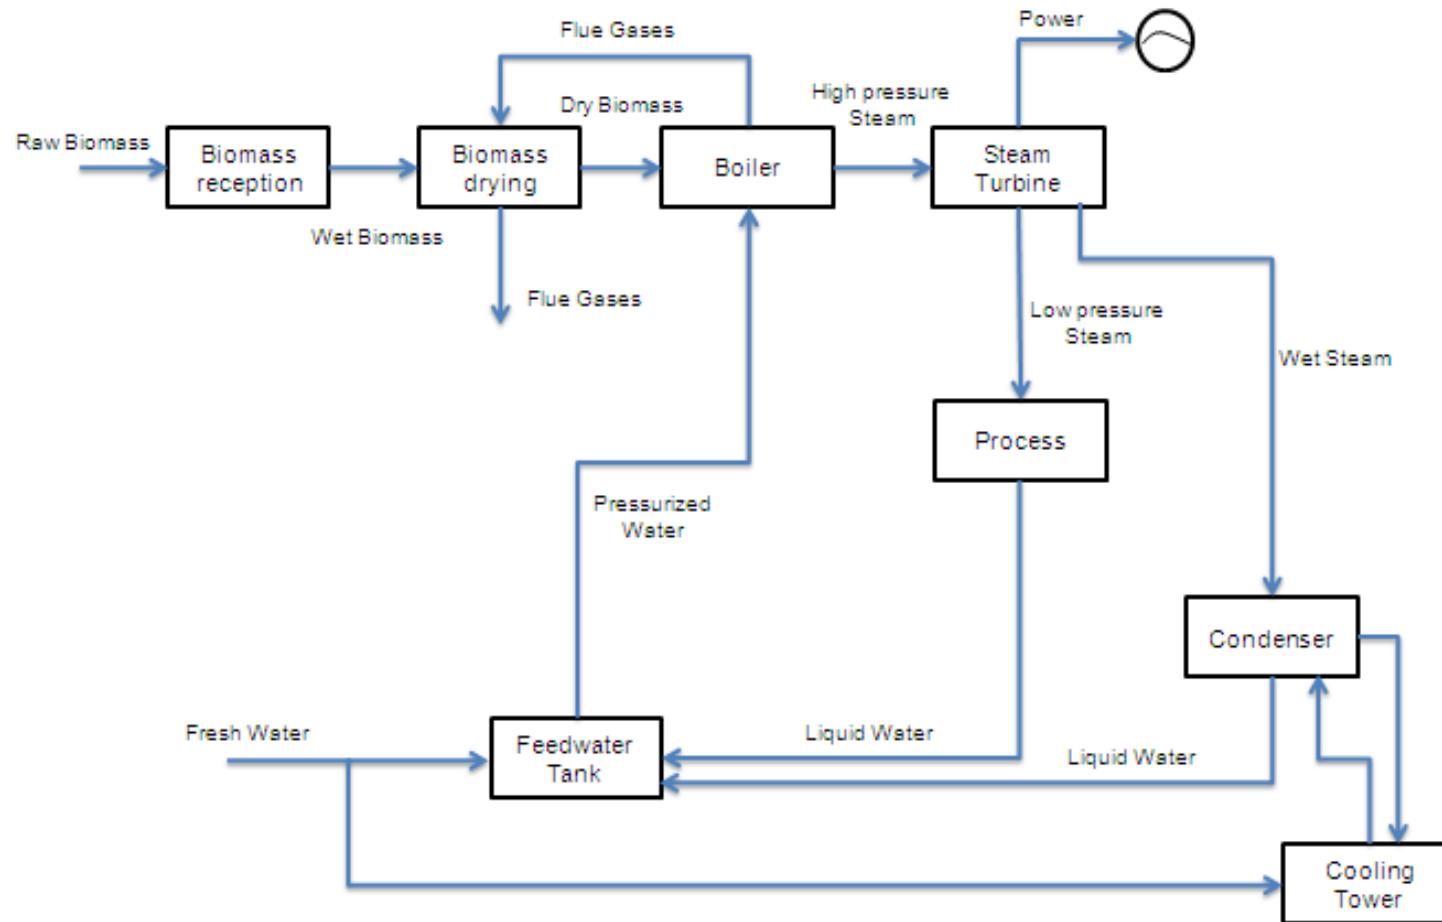 Power
Flue Gases
High pressure
Steam
Dry Biomass
Raw Biomass
Biomass
reception
Biomass
drying
Boiler
Steam
Turbine
Wet Biomass
Flue Gases
Low pressure
Steam
Wet Steam
Process
Pressurized
Water
Condenser
Fresh Water
Feedwater
Tank
Liquid Water
Liquid Water
Cooling
Tower